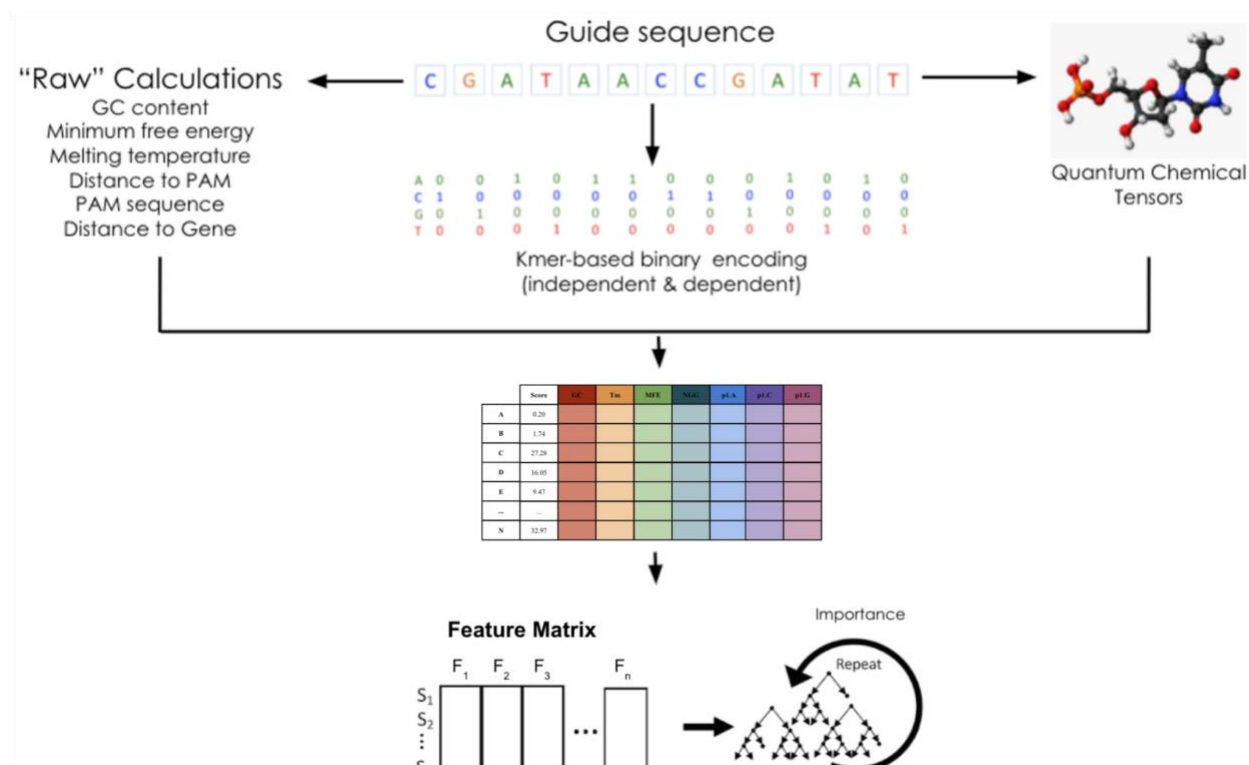 Guide sequence
"Raw" Calculations
GC content
Minimum free energy
Melting temperature
Distance to PAM
PAM sequence
Distance to Gene
C G A T A A C C G A T A T
A 0 0 1 0 1 1 0 0 0 1 0 1 0
C 1 0 0 0 0 0 1 1 0 0 0 0 0
G 0 1 0 0 0 0 0 0 1 0 0 0 0
T 0 0 0 1 0 0 0 0 0 0 1 0 1
Kmer-based binary encoding
(independent & dependent)
Quantum Chemical
Tensors
Score GC Tm MFE NGG p1.A p1.C p1.G
A 0.20
B 1.74
C 27.28
D 16.05
E 9.47
... ...
N 32.97
Feature Matrix
F1 F2 F3 Fn
S1
S2
⋮
...
Importance
Repeat